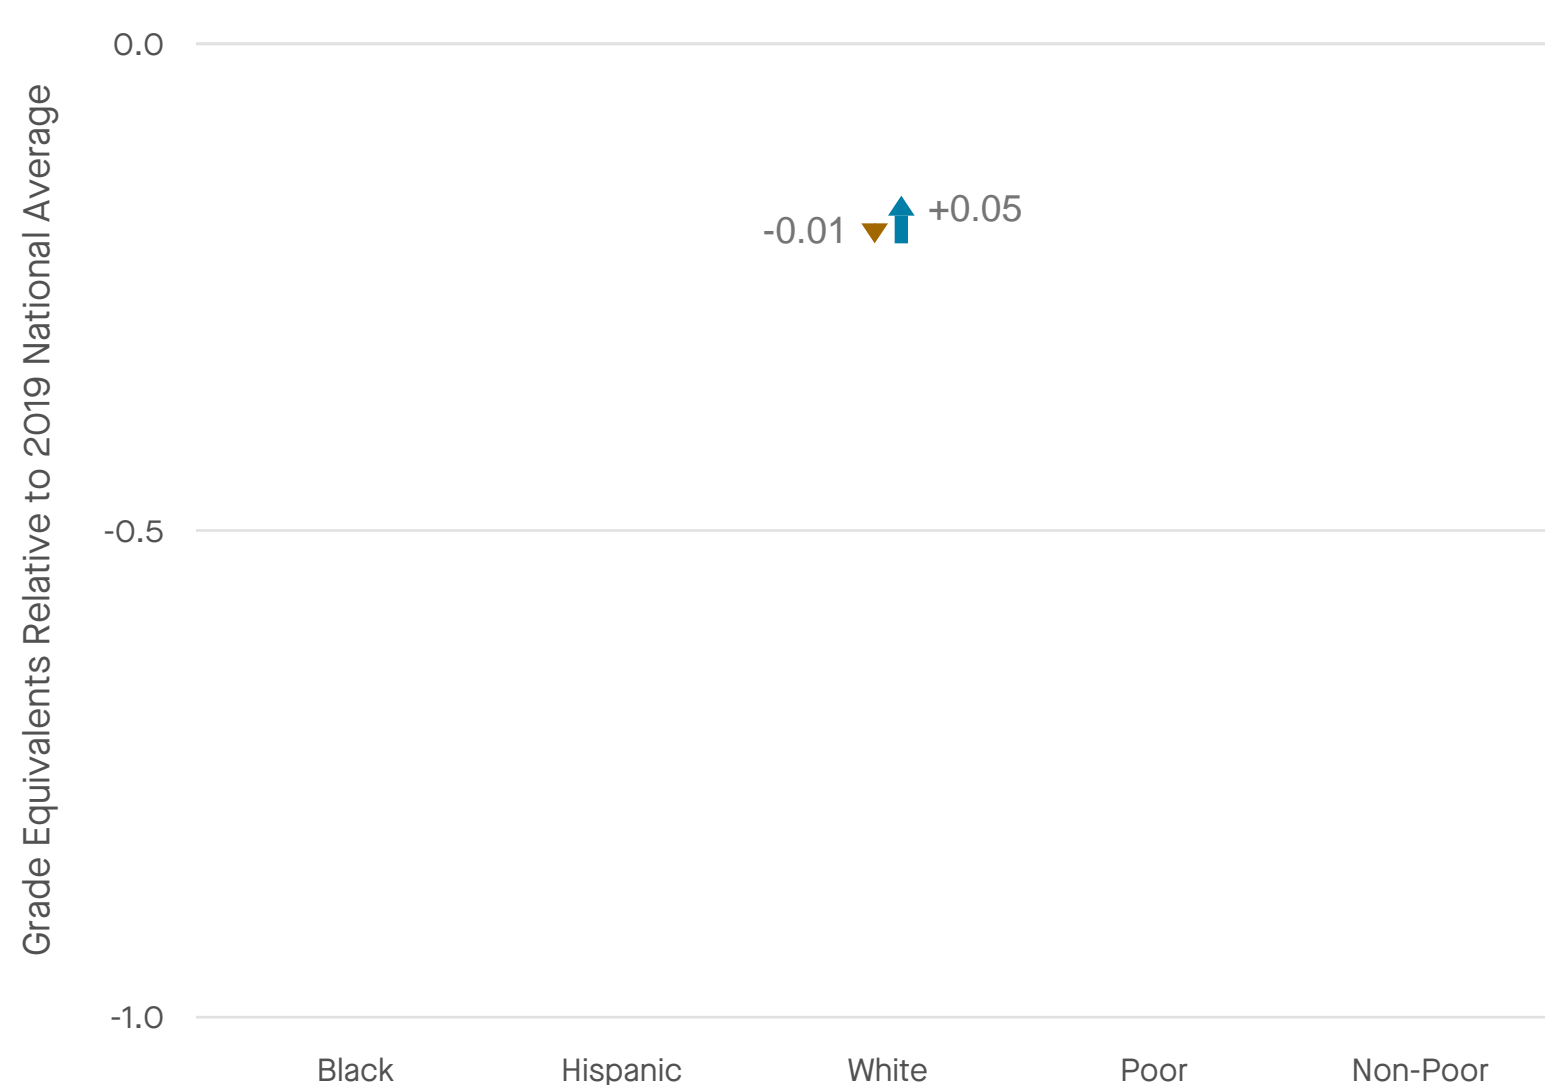 Grade Equivalents Relative to 2019 National Average
0.0
-0.01 +0.05
-0.5
-1.0
Black Hispanic White Poor Non-Poor